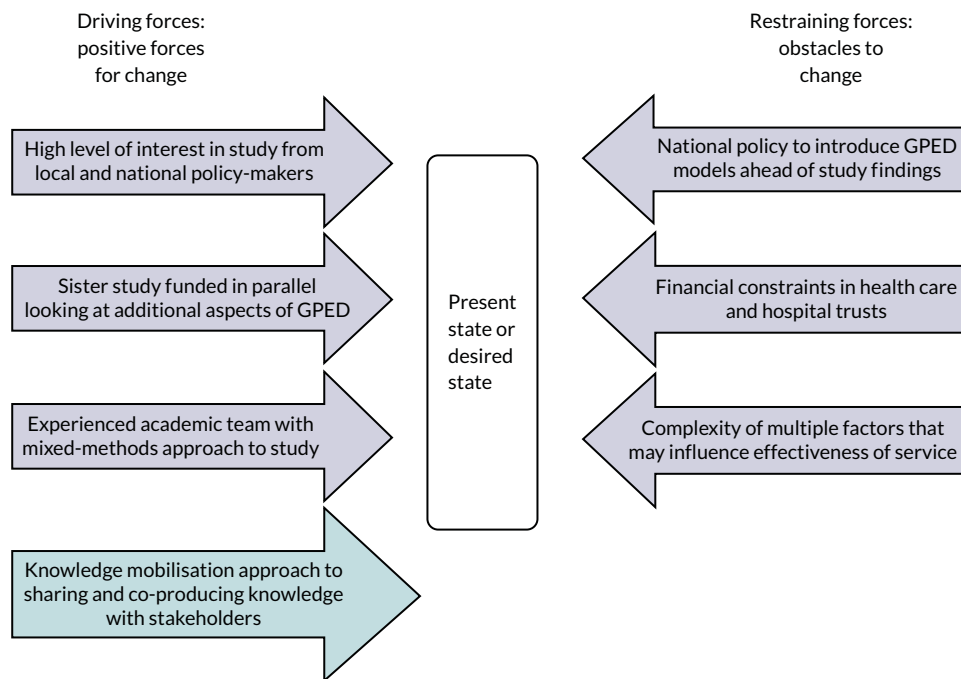 Driving forces:
positive forces
for change
High level of interest in study from
local and national policy-makers
Sister study funded in parallel
looking at additional aspects of GPED
Experienced academic team with
mixed-methods approach to study
Knowledge mobilisation approach to
sharing and co-producing knowledge
with stakeholders
Present
state or
desired
state
Restraining forces:
obstacles to
change
National policy to introduce GPED
models ahead of study findings
Financial constraints in health care
and hospital trusts
Complexity of multiple factors that
may influence effectiveness of service